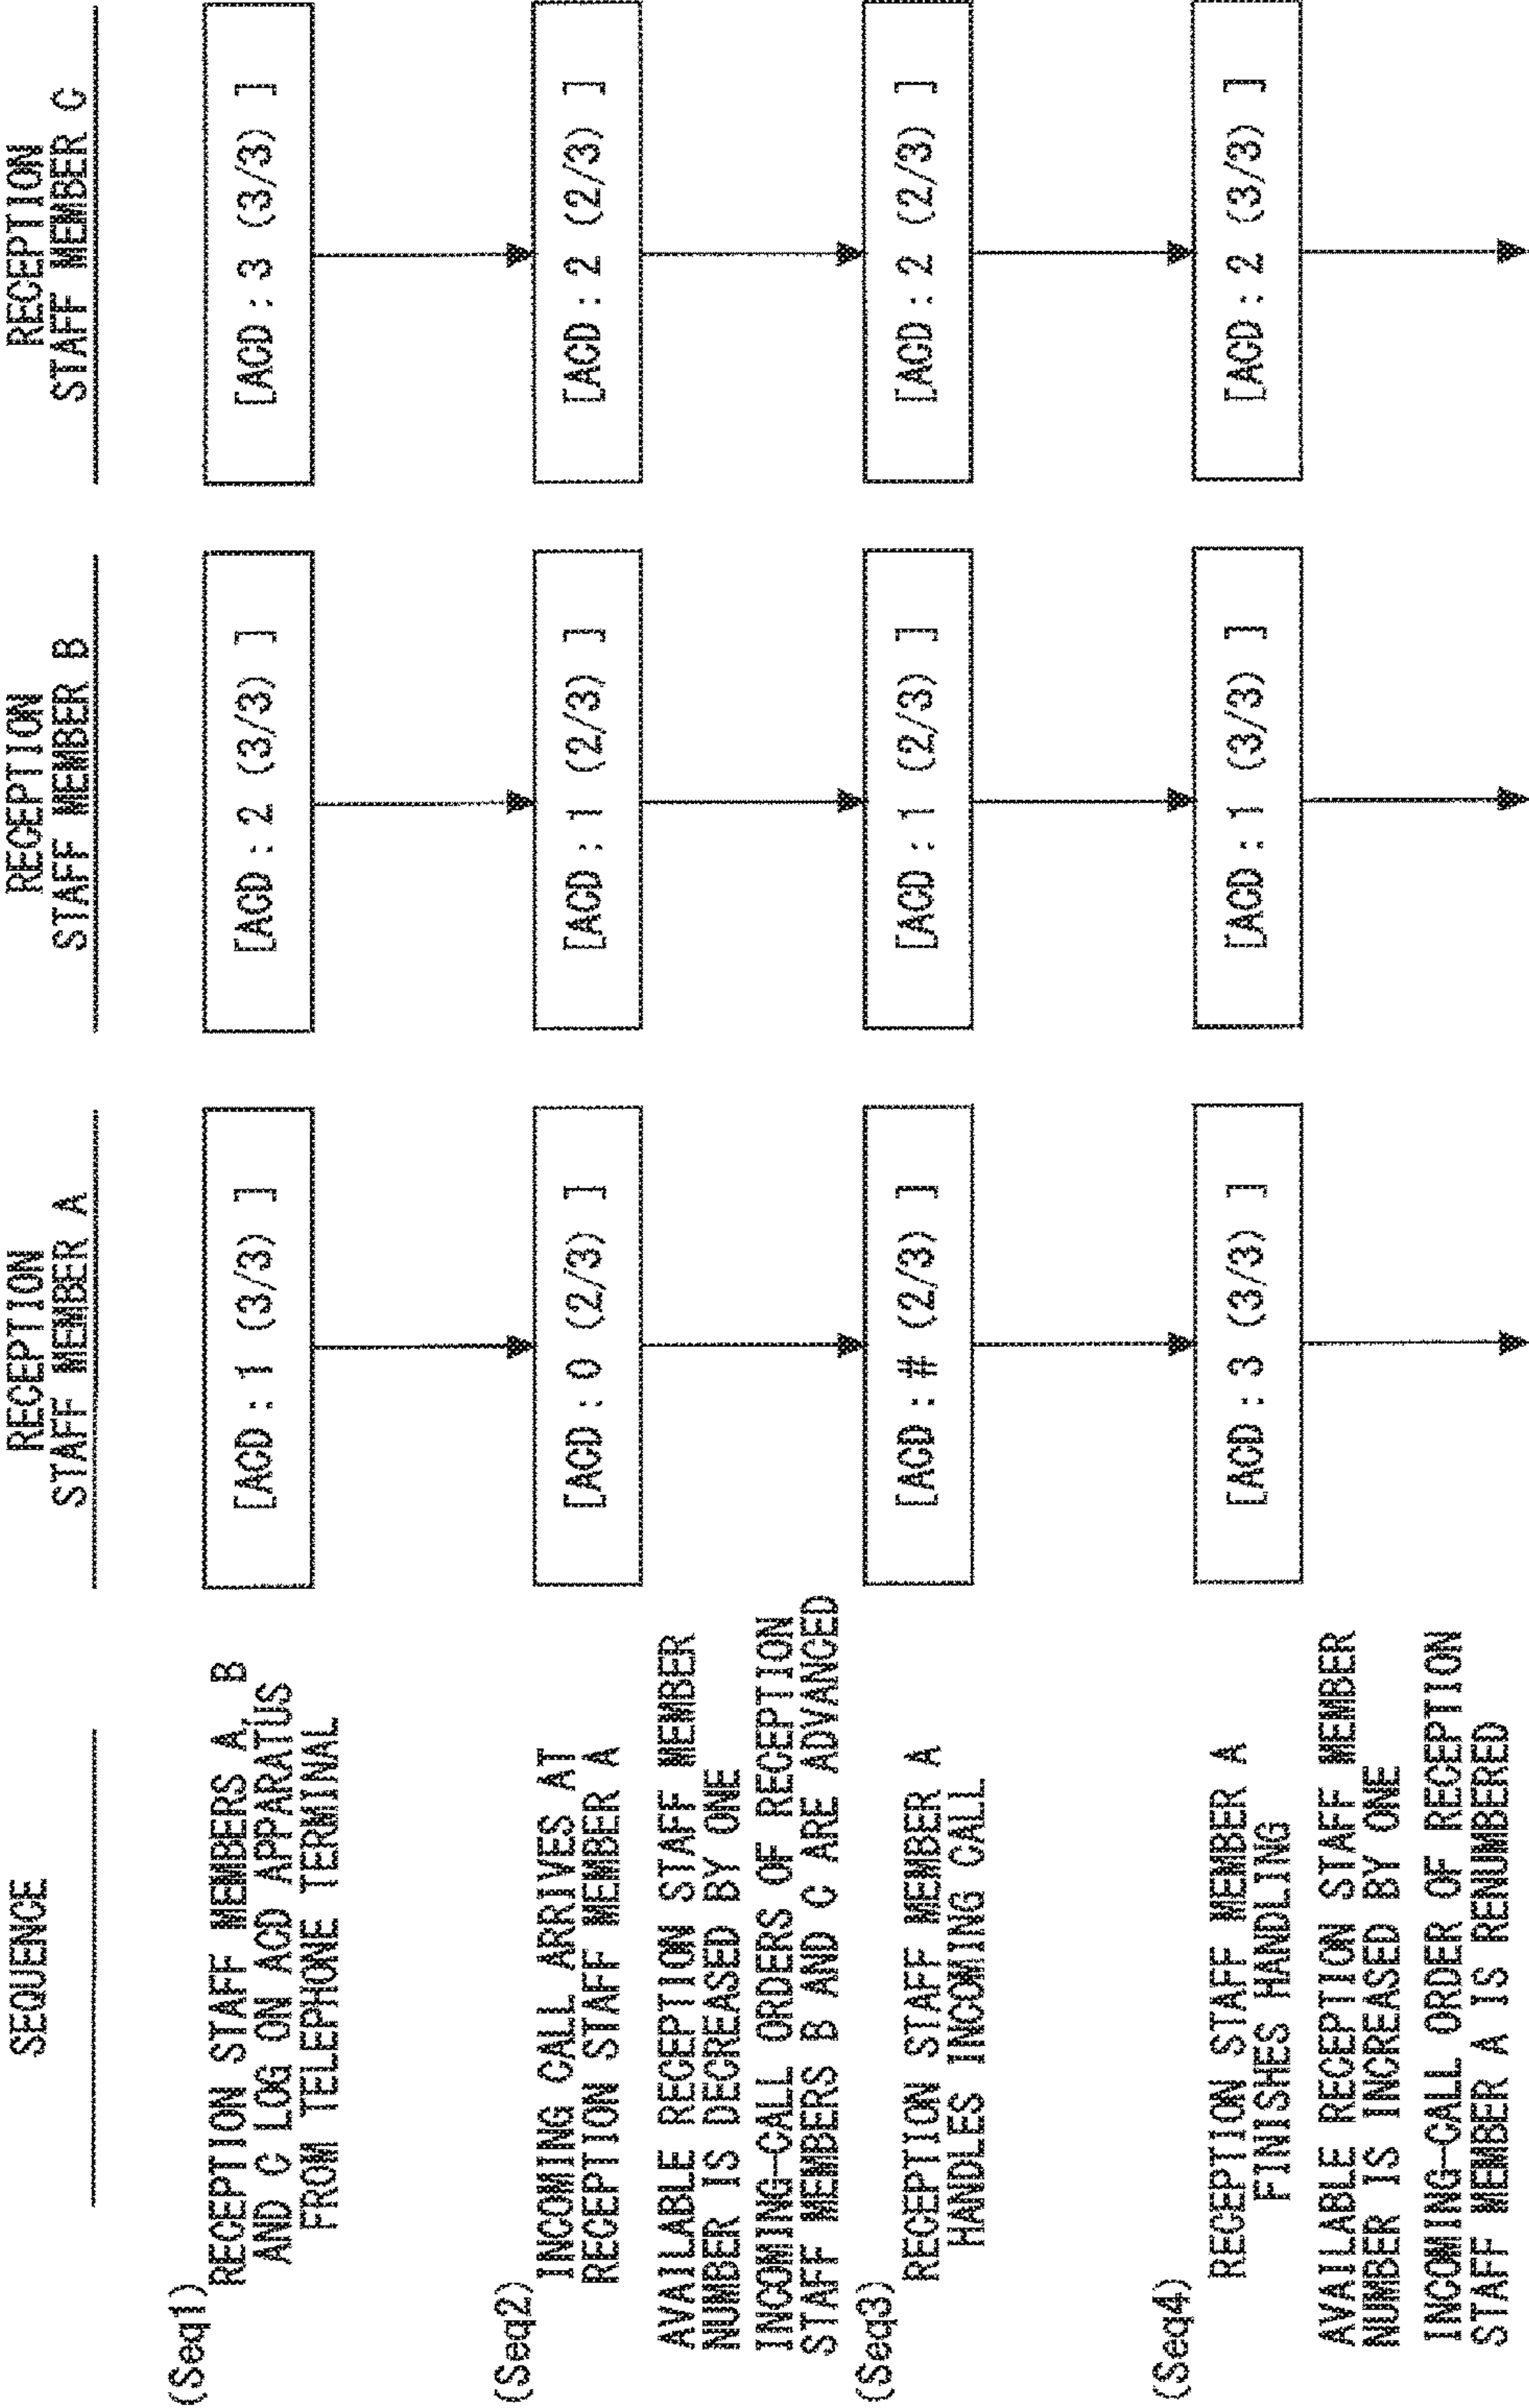 SEQUENCE
RECEPTION
STAFF MEMBER A
RECEPTION
STAFF MEMBER B
RECEPTION
STAFF MEMBER C
(Seq1)
RECEPTION STAFF MEMBERS A, B
AND C LOG ON ACD APPARATUS
FROM TELEPHONE TERMINAL
[ACD : 1 (3/3) ]
[ACD : 2 (3/3) ]
[ACD : 3 (3/3) ]
(Seq2)
INCOMING CALL ARRIVES AT
RECEPTION STAFF MEMBER A
[ACD : 0 (2/3) ]
[ACD : 1 (2/3) ]
[ACD : 2 (2/3) ]
AVAILABLE RECEPTION STAFF MEMBER
NUMBER IS DECREASED BY ONE
INCOMING-CALL ORDERS OF RECEPTION
STAFF MEMBERS B AND C ARE ADVANCED
(Seq3)
RECEPTION STAFF MEMBER A
HANDLES INCOMING CALL
[ACD : # (2/3) ]
[ACD : 1 (2/3) ]
[ACD : 2 (2/3) ]
(Seq4)
RECEPTION STAFF MEMBER A
FINISHES HANDLING
[ACD : 3 (3/3) ]
[ACD : 1 (3/3) ]
[ACD : 2 (3/3) ]
AVAILABLE RECEPTION STAFF MEMBER
NUMBER IS INCREASED BY ONE
INCOMING-CALL ORDER OF RECEPTION
STAFF MEMBER A IS RENUMBERED